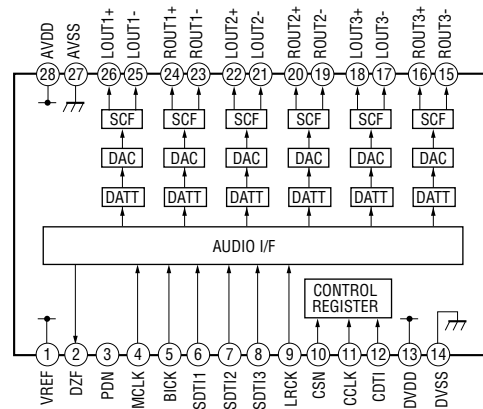 AVDD AVSS LOUT1+ LOUT1- ROUT1+ ROUT1- LOUT2+ LOUT2- ROUT2+ ROUT2- LOUT3+ LOUT3- ROUT3+ ROUT3-
28 27 26 25 24 23 22 21 20 19 18 17 16 15
SCF SCF SCF SCF SCF SCF
DAC DAC DAC DAC DAC DAC
DATT DATT DATT DATT DATT DATT
AUDIO I/F
CONTROL
REGISTER
1 2 3 4 5 6 7 8 9 10 11 12 13 14
VREF DZF PDN MCLK BICK SDTI1 SDTI2 SDTI3 LRCK CSN CCLK CDTI DVDD DVSS